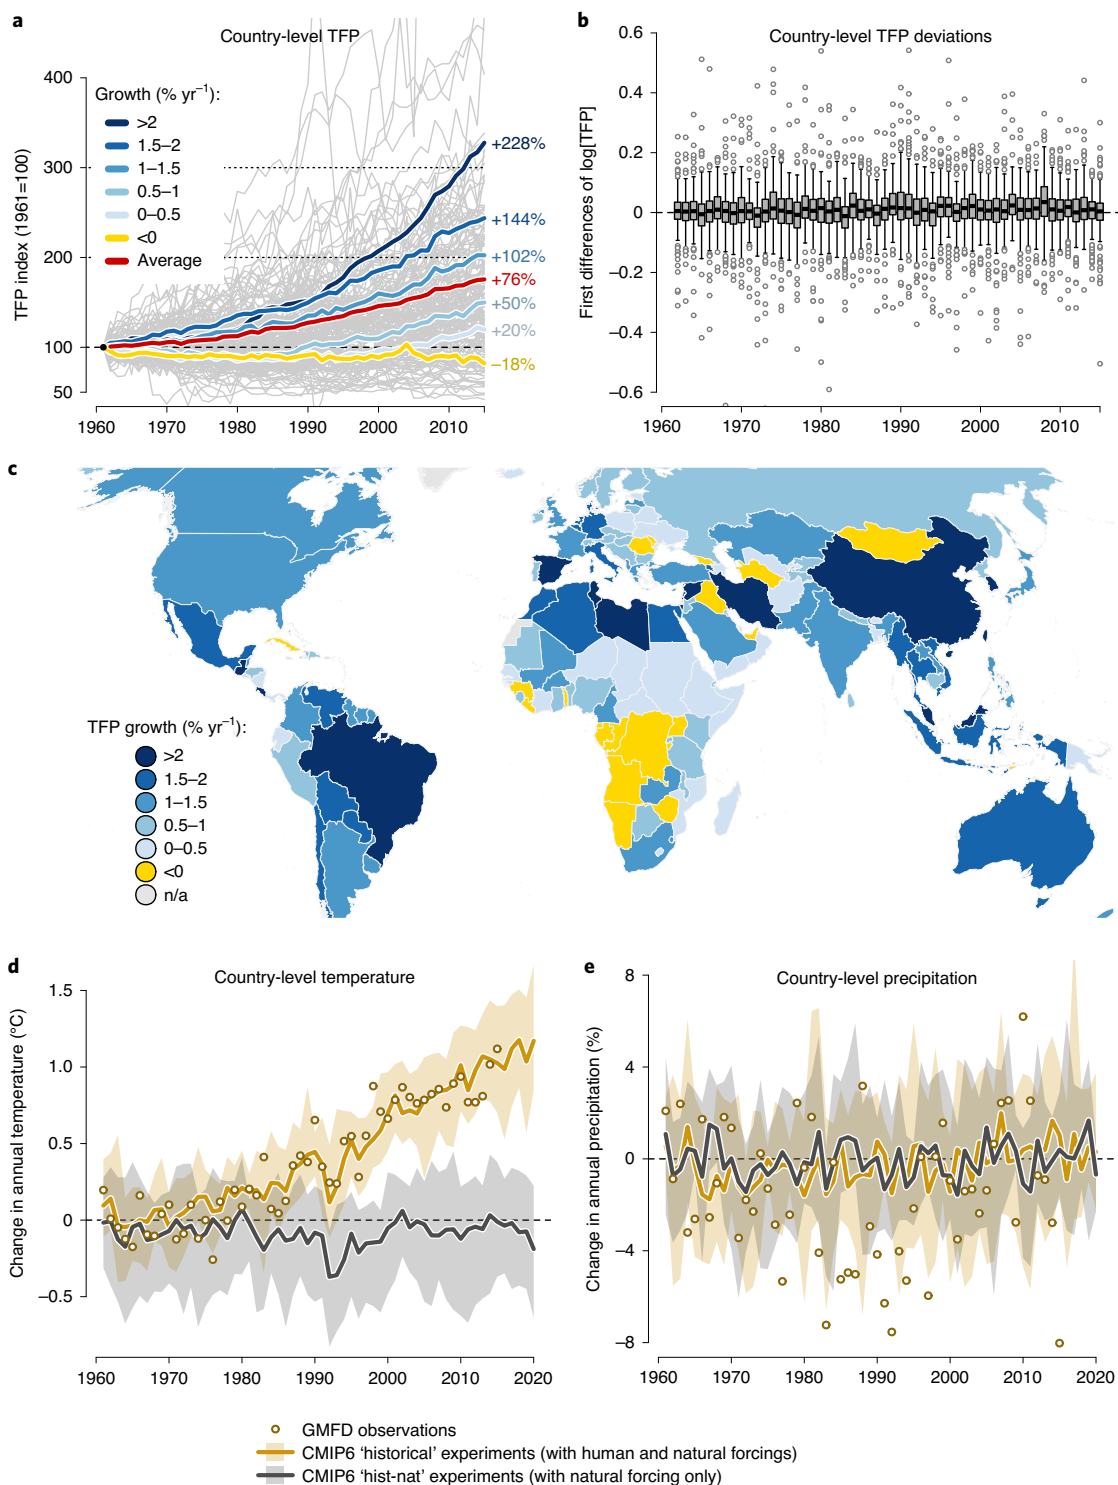 a
Country-level TFP
TFP index (1961=100)
400
300
200
100
50
Growth (% yr⁻¹):
>2
1.5–2
1–1.5
0.5–1
0–0.5
<0
Average
+228%
+144%
+102%
+76%
+50%
+20%
–18%
1960 1970 1980 1990 2000 2010
b
Country-level TFP deviations
First differences of log[TFP]
0.6
0.4
0.2
0
–0.2
–0.4
–0.6
1960 1970 1980 1990 2000 2010
c
TFP growth (% yr⁻¹):
>2
1.5–2
1–1.5
0.5–1
0–0.5
<0
n/a
d
Country-level temperature
Change in annual temperature (°C)
1.5
1.0
0.5
0
–0.5
1960 1970 1980 1990 2000 2010 2020
e
Country-level precipitation
Change in annual precipitation (%)
8
4
0
–4
–8
1960 1970 1980 1990 2000 2010 2020
GMFD observations
CMIP6 ‘historical’ experiments (with human and natural forcings)
CMIP6 ‘hist-nat’ experiments (with natural forcing only)